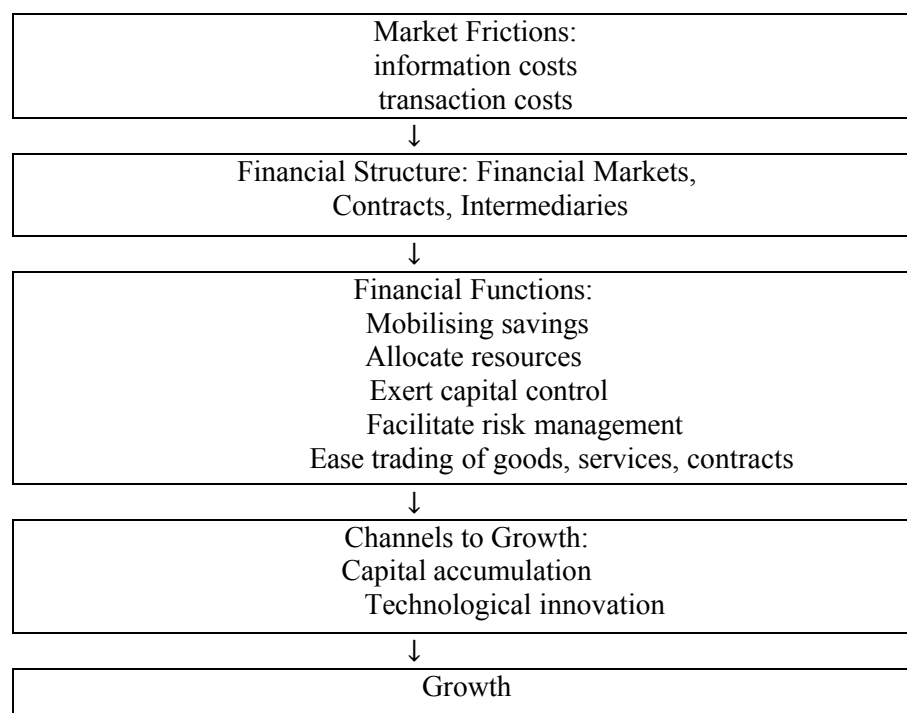 Market Frictions:
information costs
transaction costs
↓
Financial Structure: Financial Markets,
Contracts, Intermediaries
↓
Financial Functions:
Mobilising savings
Allocate resources
Exert capital control
Facilitate risk management
Ease trading of goods, services, contracts
↓
Channels to Growth:
Capital accumulation
Technological innovation
↓
Growth